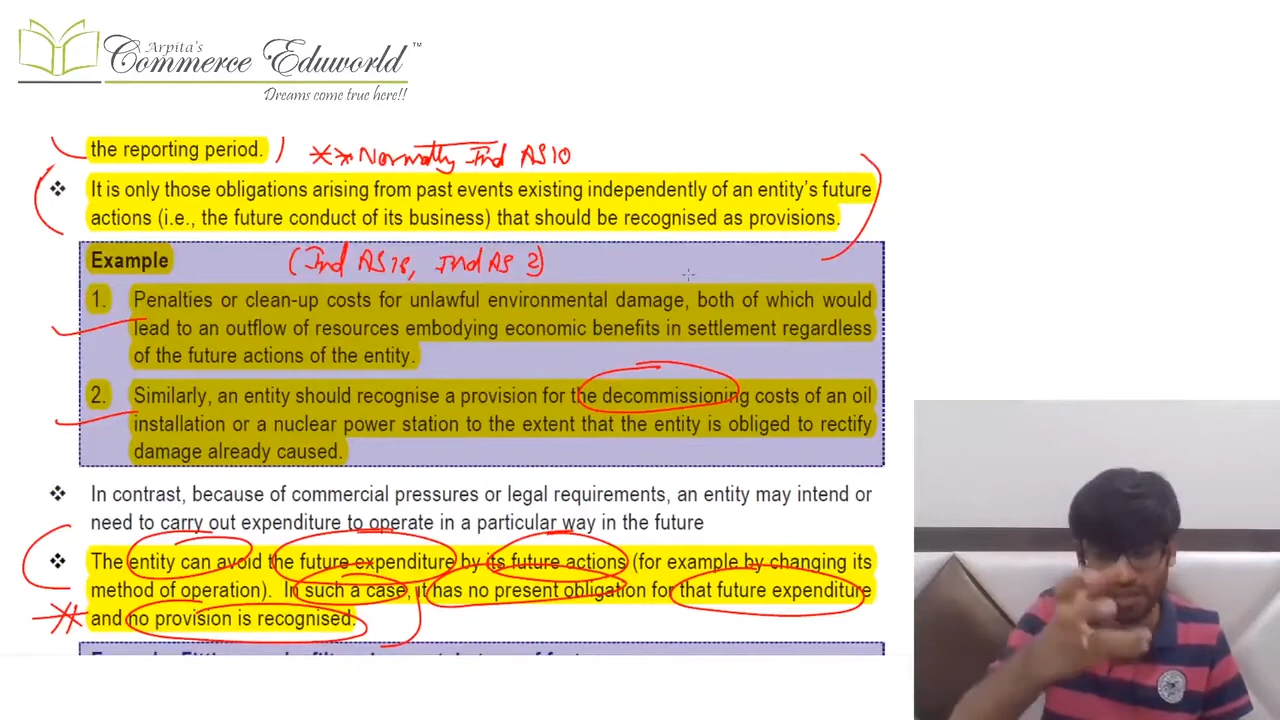 Arpita's
Commerce Eduworld ™
Dreams come true here!!
the reporting period. ** Normally Ind AS 10
❖ It is only those obligations arising from past events existing independently of an entity's future
actions (i.e., the future conduct of its business) that should be recognised as provisions.
Example (Ind AS 16, Ind AS 2)
1. Penalties or clean-up costs for unlawful environmental damage, both of which would
lead to an outflow of resources embodying economic benefits in settlement regardless
of the future actions of the entity.
2. Similarly, an entity should recognise a provision for the decommissioning costs of an oil
installation or a nuclear power station to the extent that the entity is obliged to rectify
damage already caused.
❖ In contrast, because of commercial pressures or legal requirements, an entity may intend or
need to carry out expenditure to operate in a particular way in the future
❖ The entity can avoid the future expenditure by its future actions (for example by changing its
method of operation). In such a case, it has no present obligation for that future expenditure
and no provision is recognised.